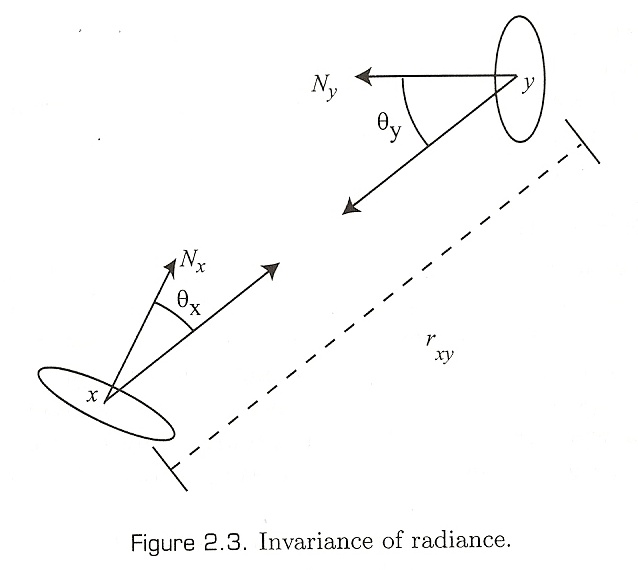 N_y
y
θ_y
N_x
θ_x
x
r_xy
Figure 2.3. Invariance of radiance.